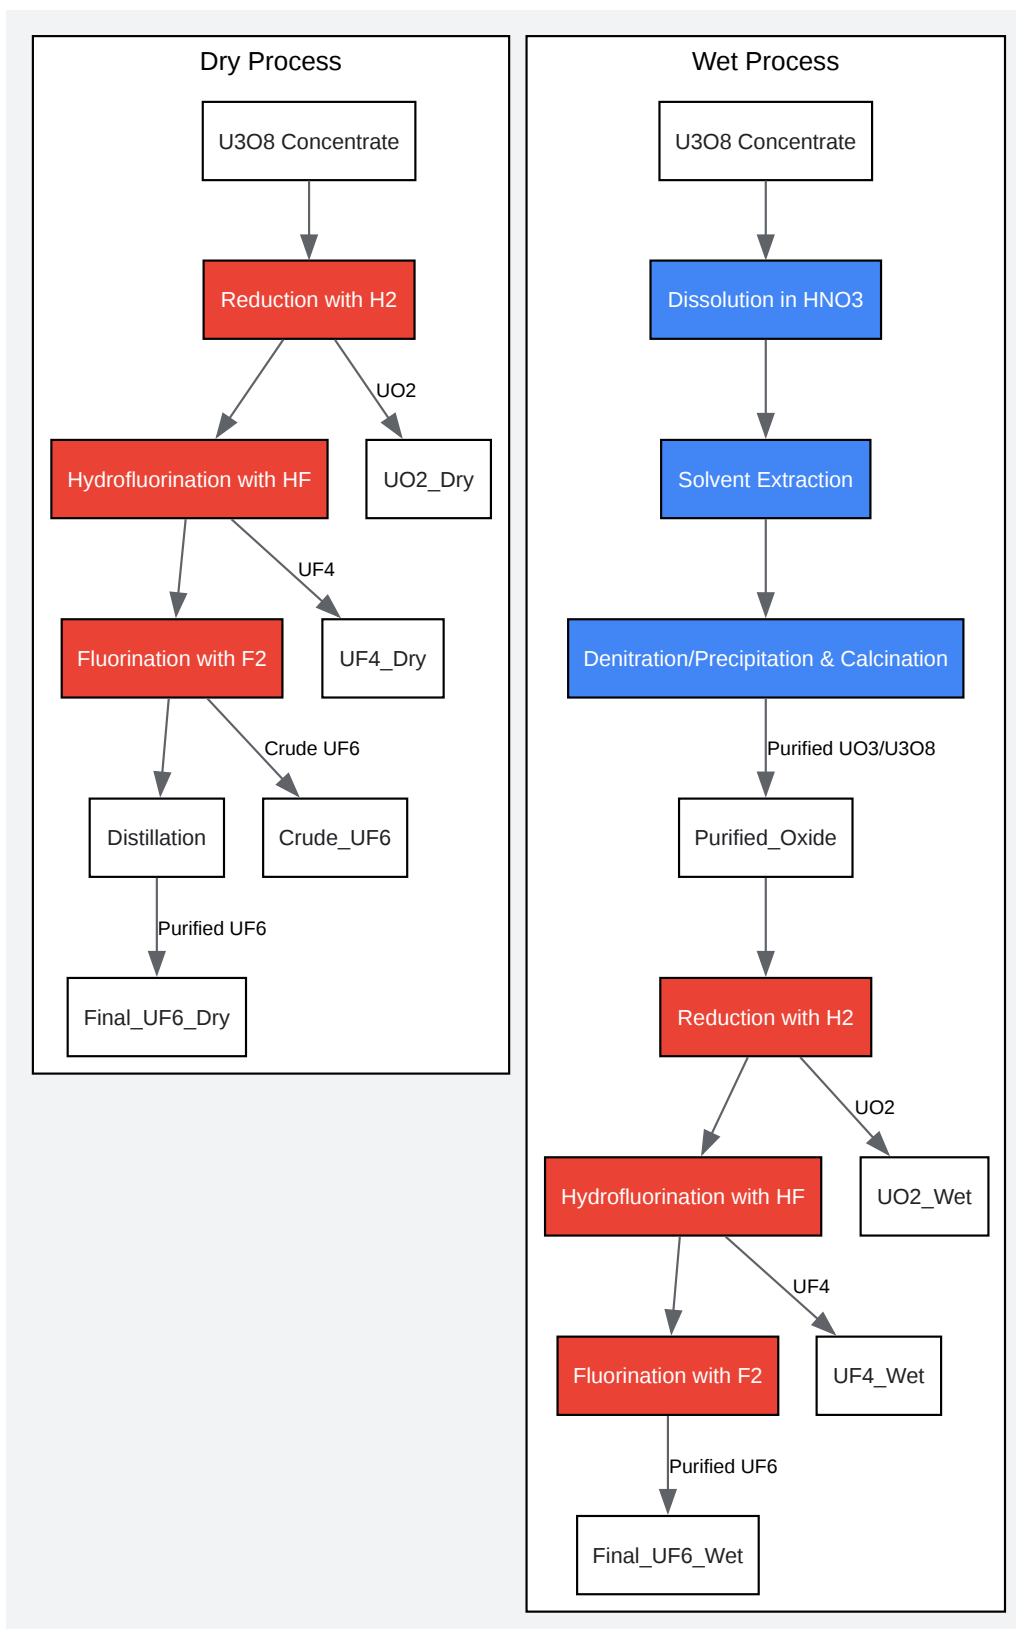 Dry Process
U3O8 Concentrate
Reduction with H2
UO2
Hydrofluorination with HF
UO2_Dry
UF4
Fluorination with F2
UF4_Dry
Crude UF6
Distillation
Crude_UF6
Purified UF6
Final_UF6_Dry
Wet Process
U3O8 Concentrate
Dissolution in HNO3
Solvent Extraction
Denitration/Precipitation & Calcination
Purified UO3/U3O8
Purified_Oxide
Reduction with H2
UO2
Hydrofluorination with HF
UO2_Wet
UF4
Fluorination with F2
UF4_Wet
Purified UF6
Final_UF6_Wet